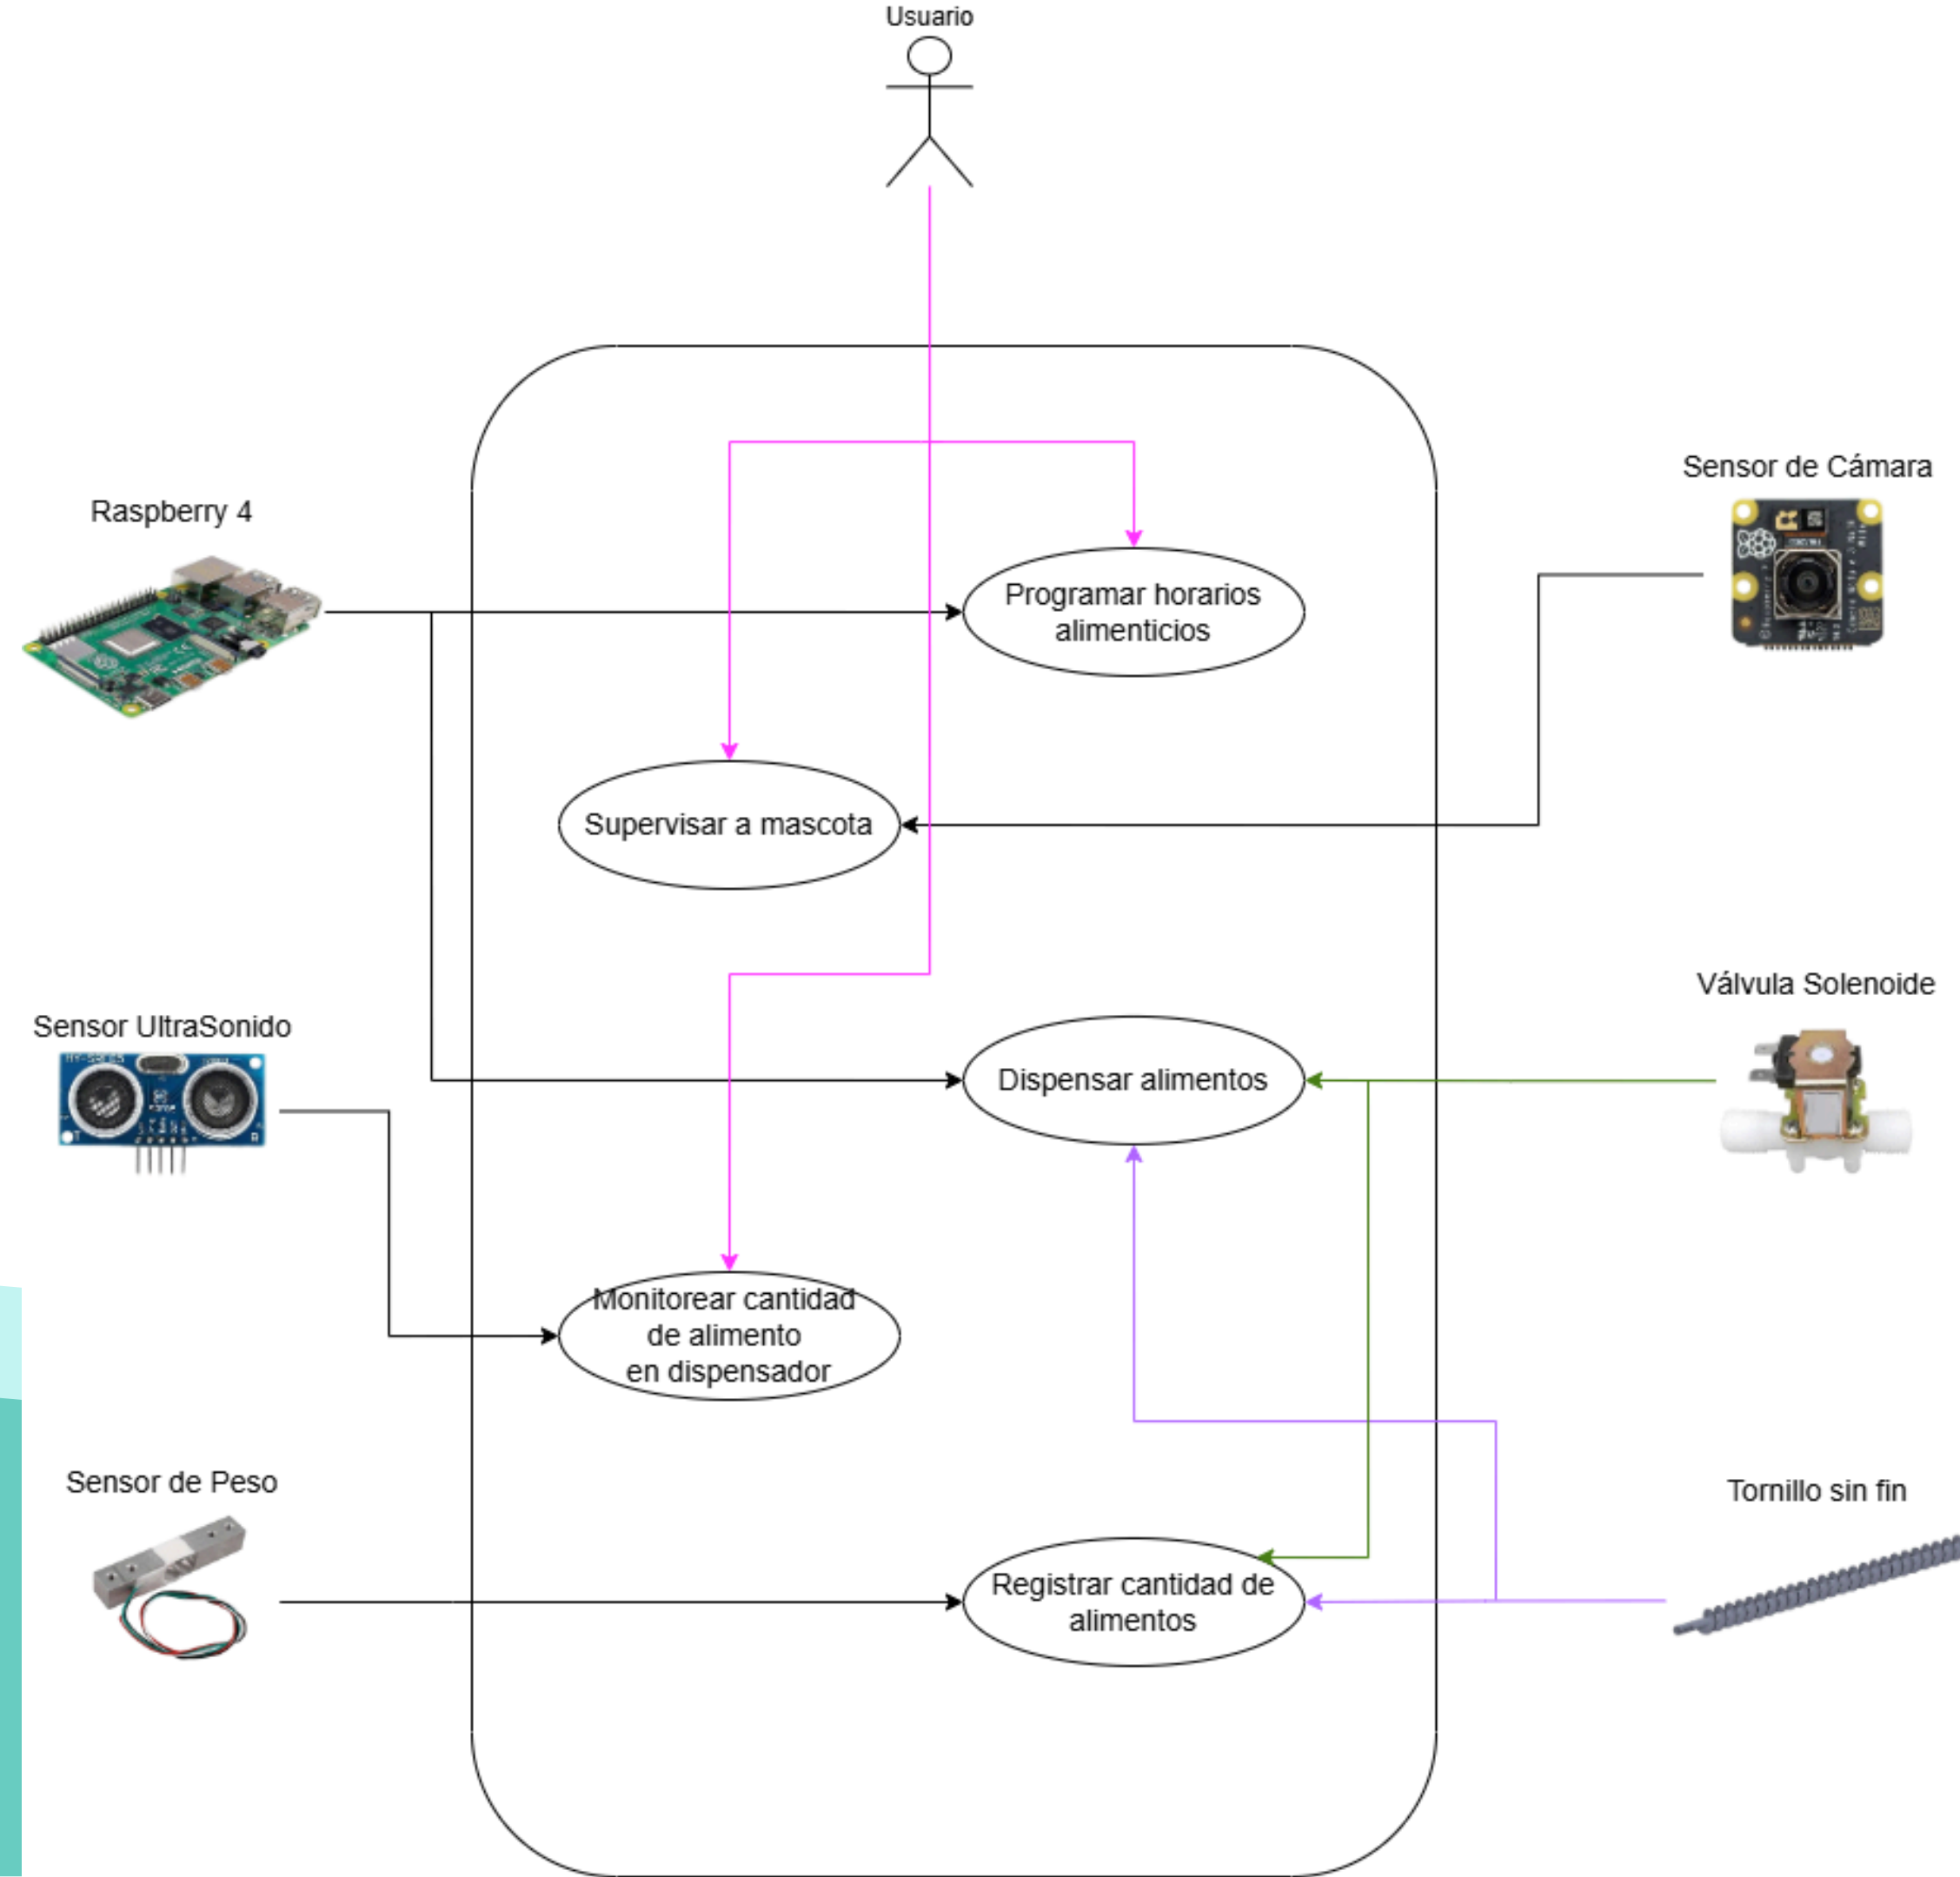 Usuario
Sensor de Cámara
Raspberry 4
Programar horarios
alimenticios
Supervisar a mascota
Válvula Solenoide
Sensor UltraSonido
Dispensar alimentos
Monitorear cantidad
de alimento
en dispensador
Sensor de Peso
Tornillo sin fin
Registrar cantidad de
alimentos